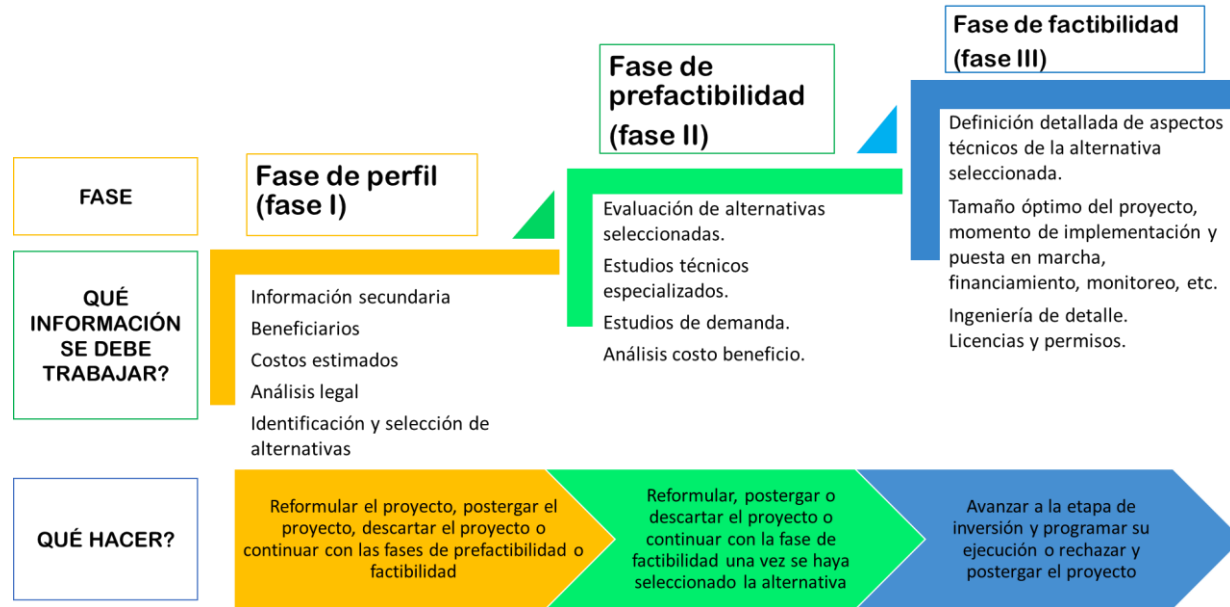 FASE
Fase de perfil
(fase I)
Fase de
prefactibilidad
(fase II)
Fase de factibilidad
(fase III)
QUÉ
INFORMACIÓN
SE DEBE
TRABAJAR?
Información secundaria
Beneficiarios
Costos estimados
Análisis legal
Identificación y selección de
alternativas
Evaluación de alternativas
seleccionadas.
Estudios técnicos
especializados.
Estudios de demanda.
Análisis costo beneficio.
Definición detallada de aspectos
técnicos de la alternativa
seleccionada.
Tamaño óptimo del proyecto,
momento de implementación y
puesta en marcha,
financiamiento, monitoreo, etc.
Ingeniería de detalle.
Licencias y permisos.
QUÉ HACER?
Reformular el proyecto, postergar el
proyecto, descartar el proyecto o
continuar con las fases de prefactibilidad o
factibilidad
Reformular, postergar o
descartar el proyecto o
continuar con la fase de
factibilidad una vez se haya
seleccionado la alternativa
Avanzar a la etapa de
inversión y programar su
ejecución o rechazar y
postergar el proyecto